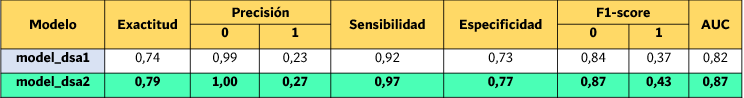 Modelo Exactitud Precisión Sensibilidad Especificidad F1-score AUC
0 1 0 1
model_dsa1 0,74 0,99 0,23 0,92 0,73 0,84 0,37 0,82
model_dsa2 0,79 1,00 0,27 0,97 0,77 0,87 0,43 0,87